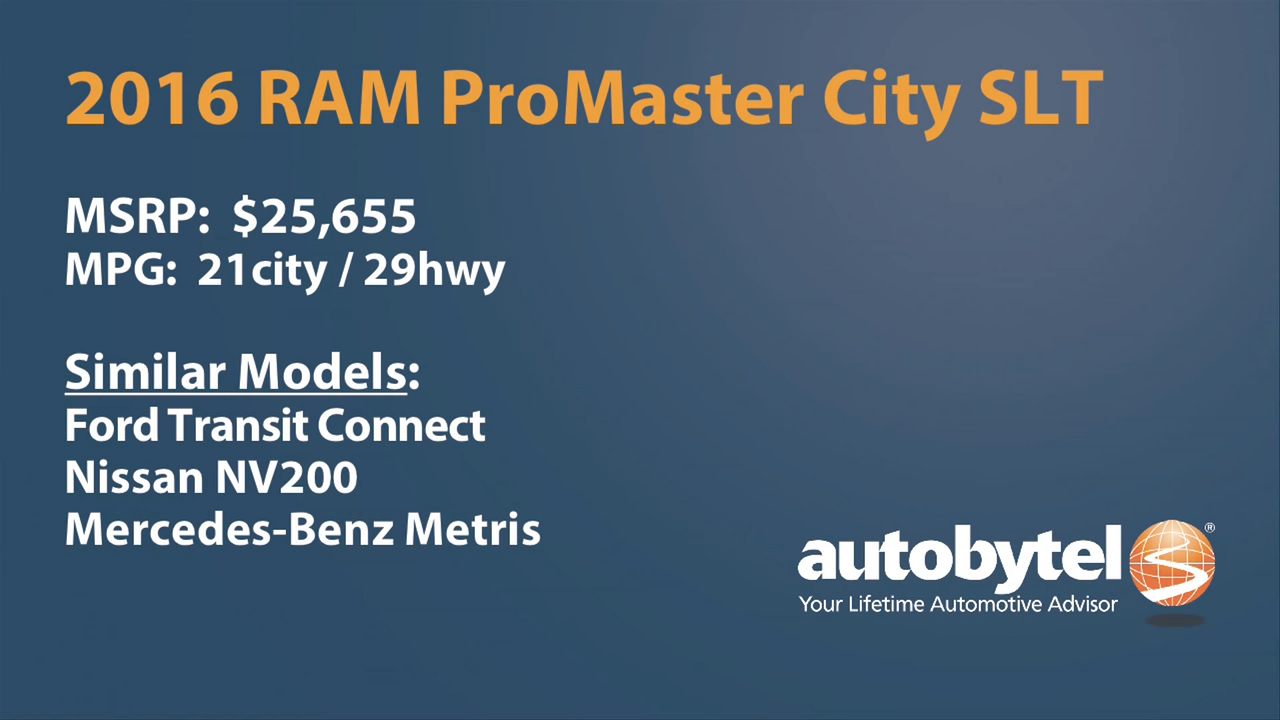 2016 RAM ProMaster City SLT
MSRP: $25,655
MPG: 21city / 29hwy
Similar Models:
Ford Transit Connect
Nissan NV200
Mercedes-Benz Metris
autobytel ®
Your Lifetime Automotive Advisor